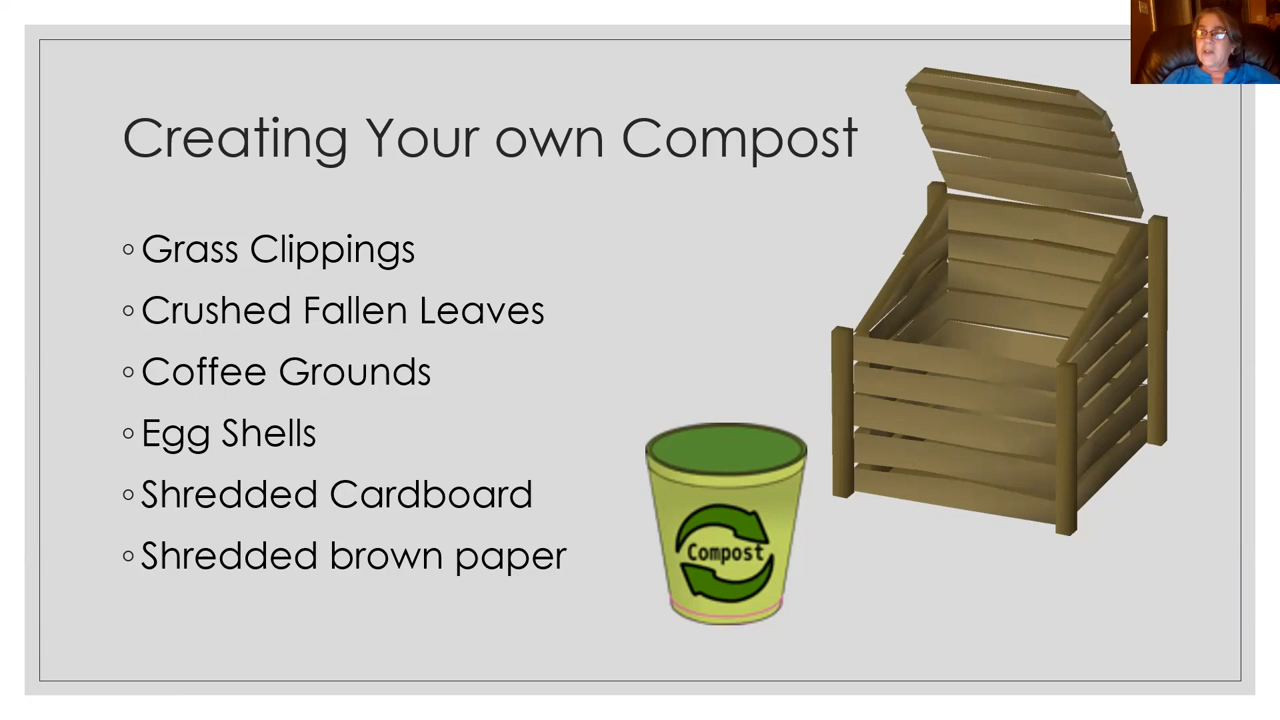 Creating Your own Compost
Grass Clippings
Crushed Fallen Leaves
Coffee Grounds
Egg Shells
Shredded Cardboard
Shredded brown paper
Compost